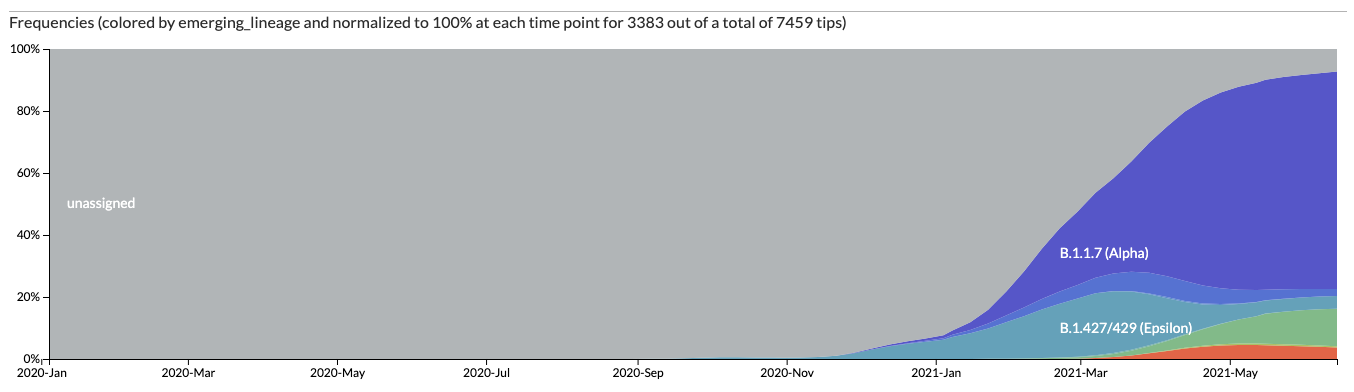 Frequencies (colored by emerging_lineage and normalized to 100% at each time point for 3383 out of a total of 7459 tips)
100%
80%
60%
unassigned
40%
B.1.1.7 (Alpha)
20%
B.1.427/429 (Epsilon)
0%
2020-Jan 2020-Mar 2020-May 2020-Jul 2020-Sep 2020-Nov 2021-Jan 2021-Mar 2021-May